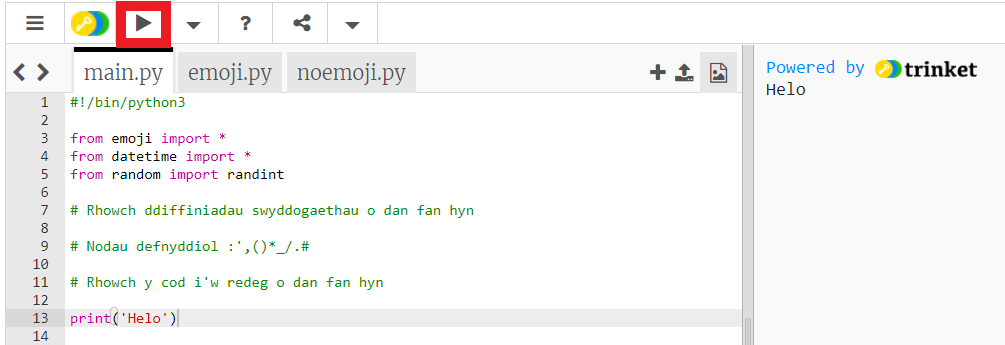 ?
main.py emoji.py noemoji.py
Powered by trinket
Helo
1 #!/bin/python3
2
3 from emoji import *
4 from datetime import *
5 from random import randint
6
7 # Rhowch ddiffiniadau swyddogaethau o dan fan hyn
8
9 # Nodau defnyddiol :',()*_/.#
10
11 # Rhowch y cod i'w redeg o dan fan hyn
12
13 print('Helo')
14